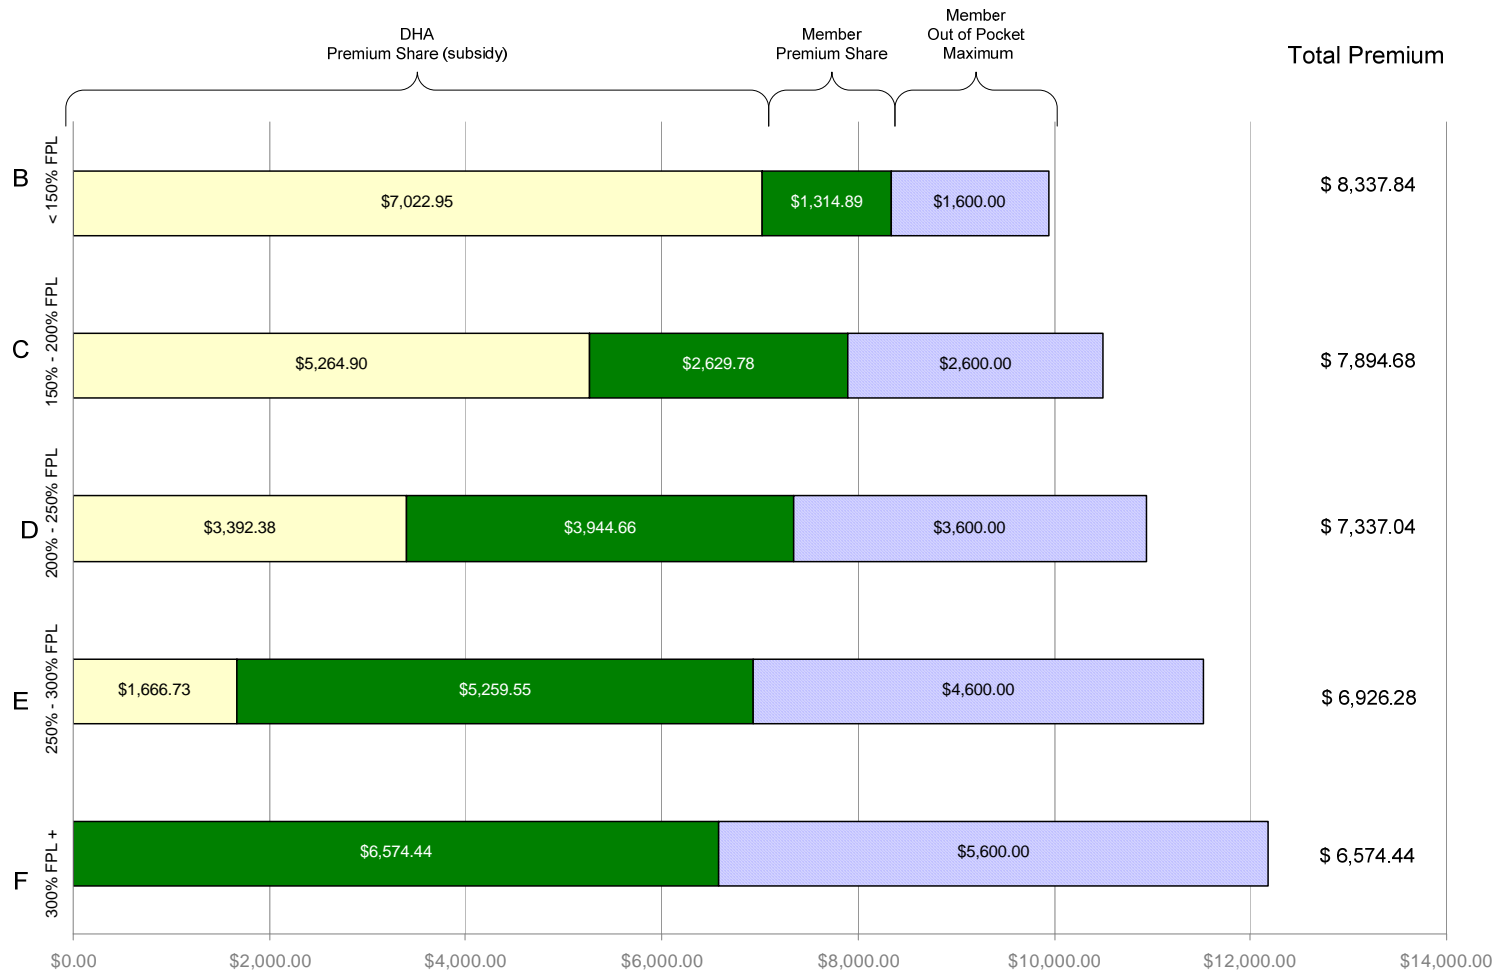 DHA
Premium Share (subsidy)
Member
Premium Share
Member
Out of Pocket
Maximum
Total Premium
B
< 150% FPL
$7,022.95
$1,314.89
$1,600.00
$ 8,337.84
C
150% - 200% FPL
$5,264.90
$2,629.78
$2,600.00
$ 7,894.68
D
200% - 250% FPL
$3,392.38
$3,944.66
$3,600.00
$ 7,337.04
E
250% - 300% FPL
$1,666.73
$5,259.55
$4,600.00
$ 6,926.28
F
300% FPL +
$6,574.44
$5,600.00
$ 6,574.44
$0.00
$2,000.00
$4,000.00
$6,000.00
$8,000.00
$10,000.00
$12,000.00
$14,000.00